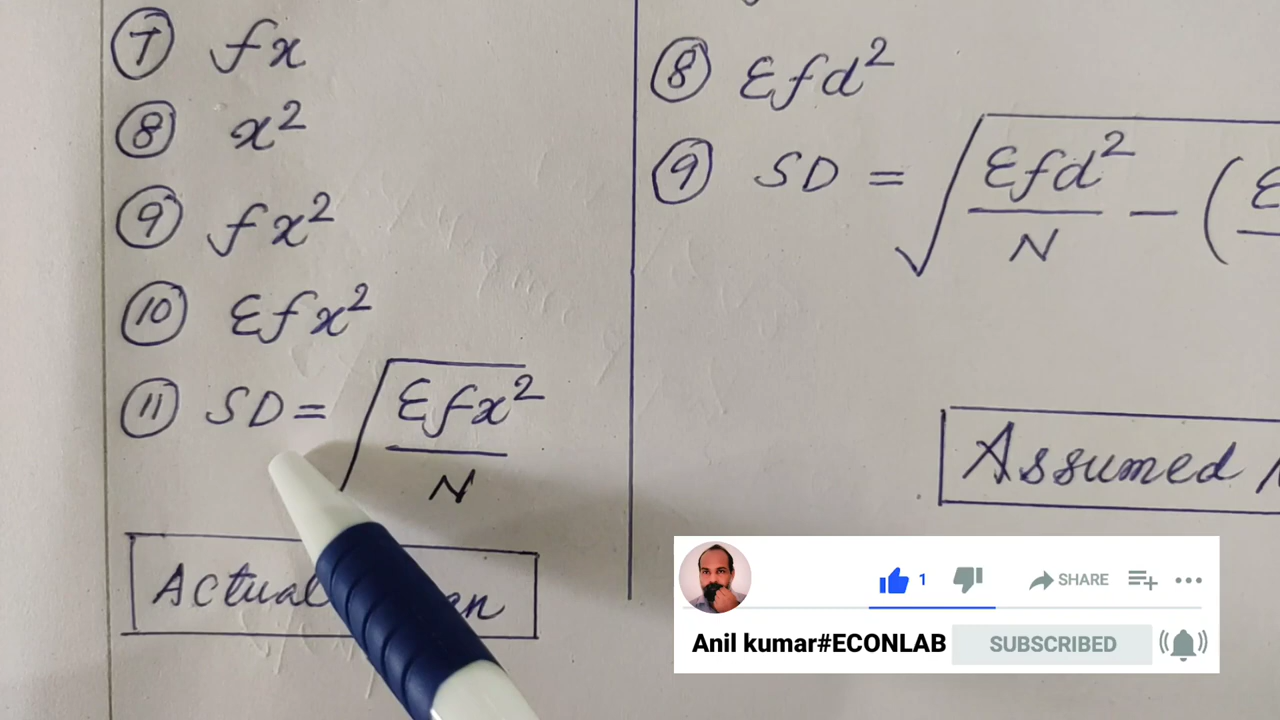 ⑦ fx
⑧ x²
⑨ fx²
⑩ Σfx²
⑪ SD = √(Σfx² / N)
Actual
⑧ Σfd²
⑨ SD = √(Σfd² / N) - (Σ
Assumed
1 SHARE
Anil kumar#ECONLAB SUBSCRIBED